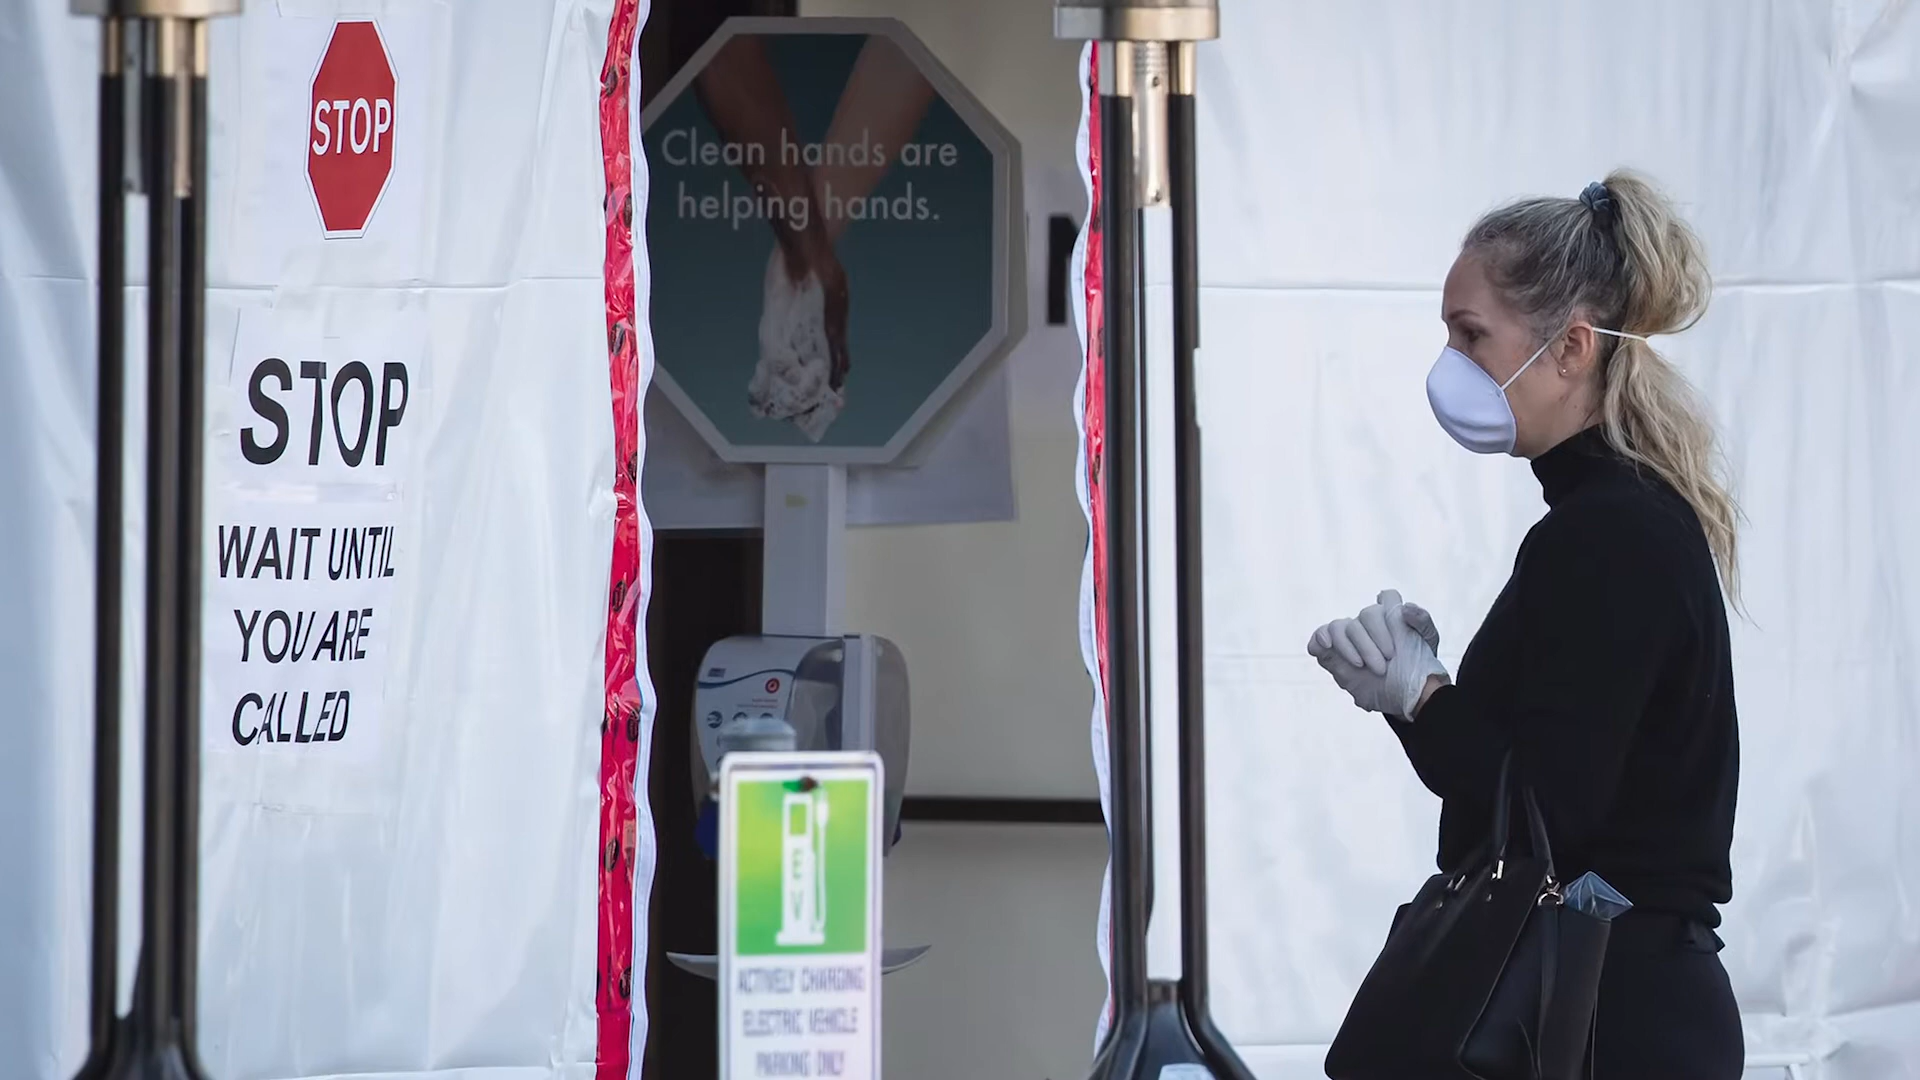 STOP
STOP
WAIT UNTIL
YOU ARE
CALLED
Clean hands are
helping hands.
N
EV
ACTIVELY CHARGING
ELECTRIC VEHICLE
PARKING ONLY